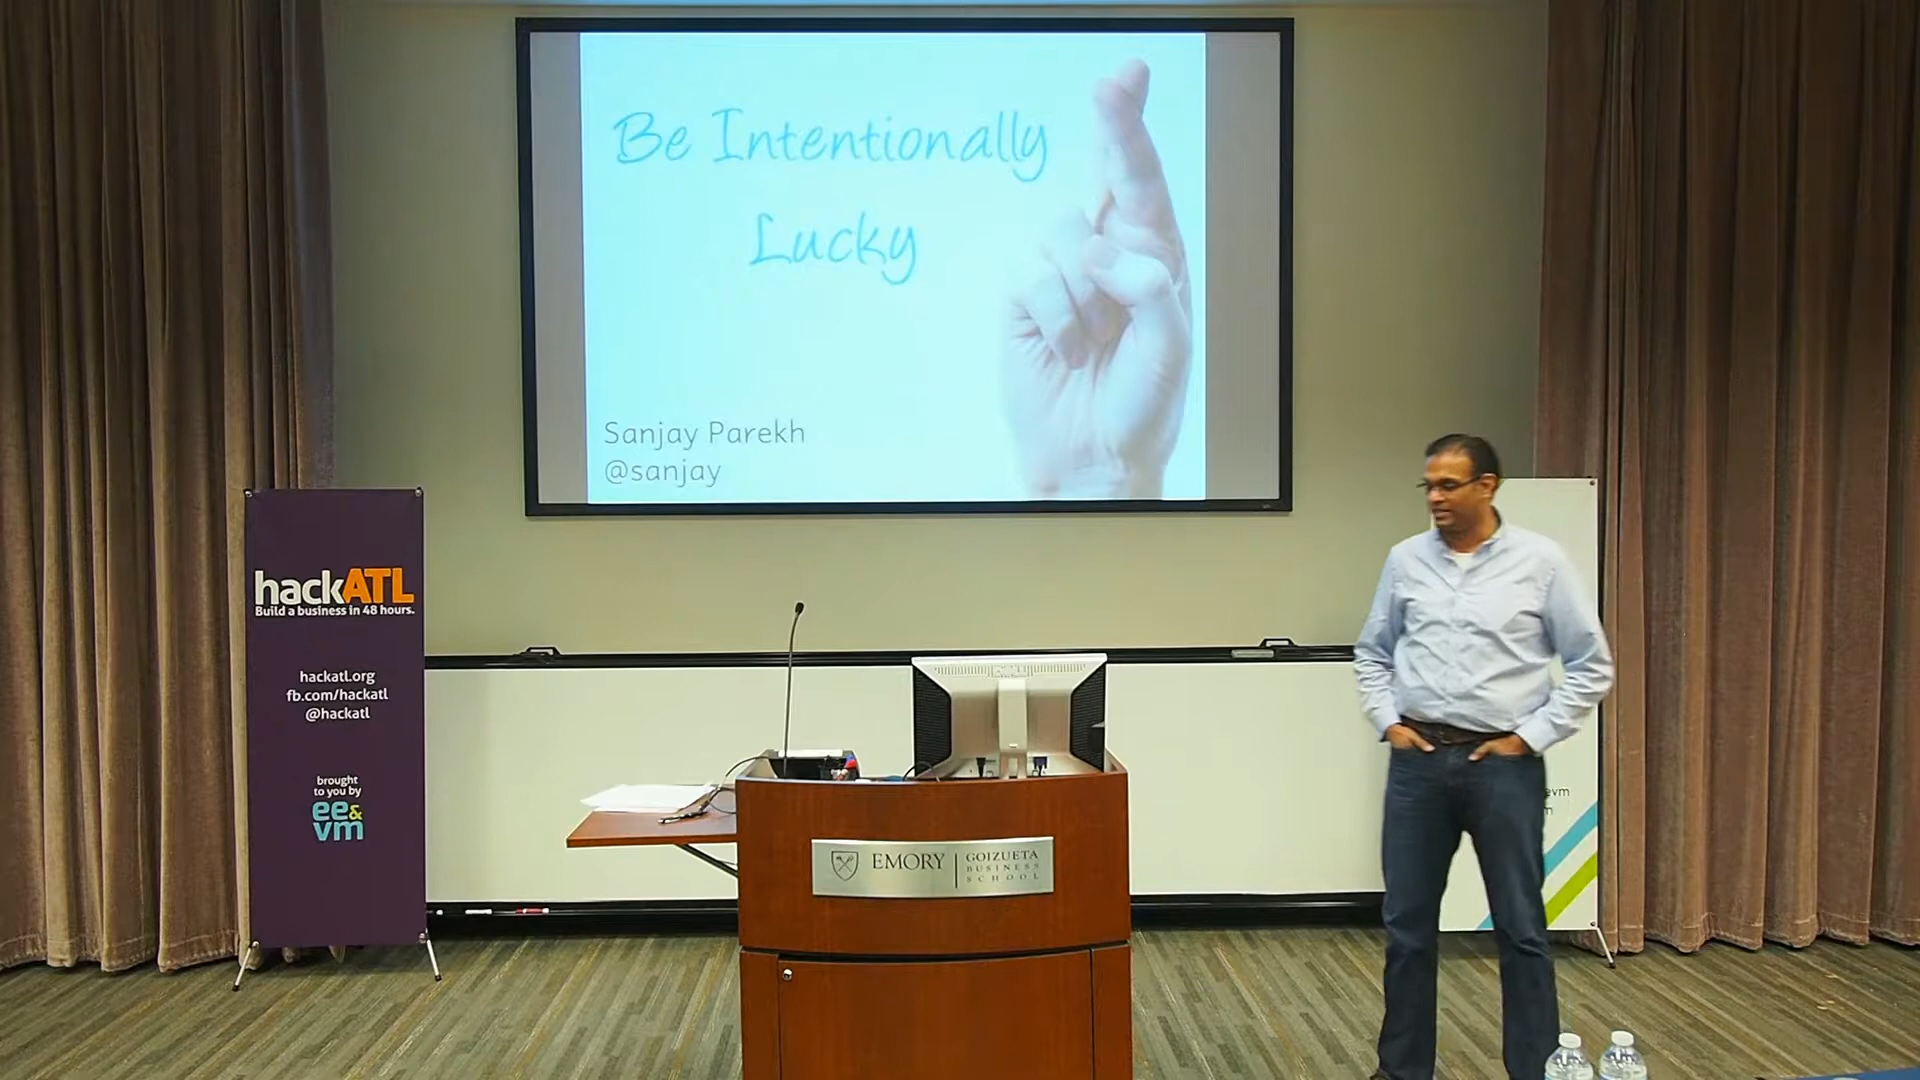 Be Intentionally
Lucky
Sanjay Parekh
@sanjay
hackATL
Build a business in 48 hours.
hackatl.org
fb.com/hackatl
@hackatl
brought
to you by
ee&
vm
EMORY
GOIZUETA
BUSINESS
SCHOOL